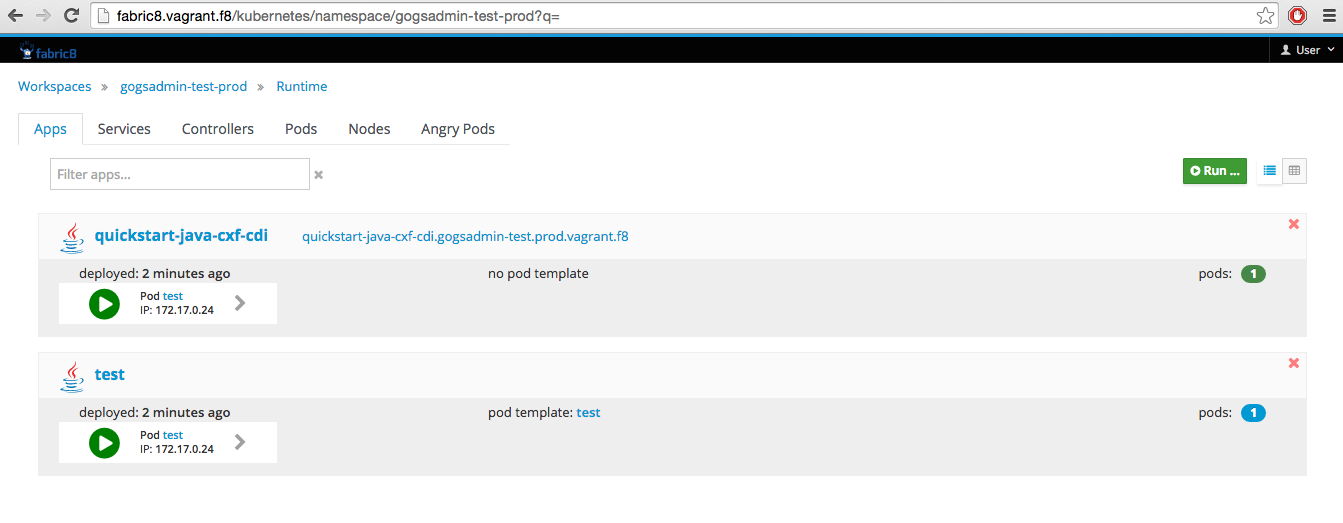 fabric8.vagrant.f8/kubernetes/namespace/gogsadmin-test-prod?q=
fabric8 User
Workspaces » gogsadmin-test-prod » Runtime
Apps Services Controllers Pods Nodes Angry Pods
Filter apps... Run ...
quickstart-java-cxf-cdi quickstart-java-cxf-cdi.gogsadmin-test.prod.vagrant.f8
deployed: 2 minutes ago no pod template pods: 1
Pod test
IP: 172.17.0.24
test
deployed: 2 minutes ago pod template: test pods: 1
Pod test
IP: 172.17.0.24